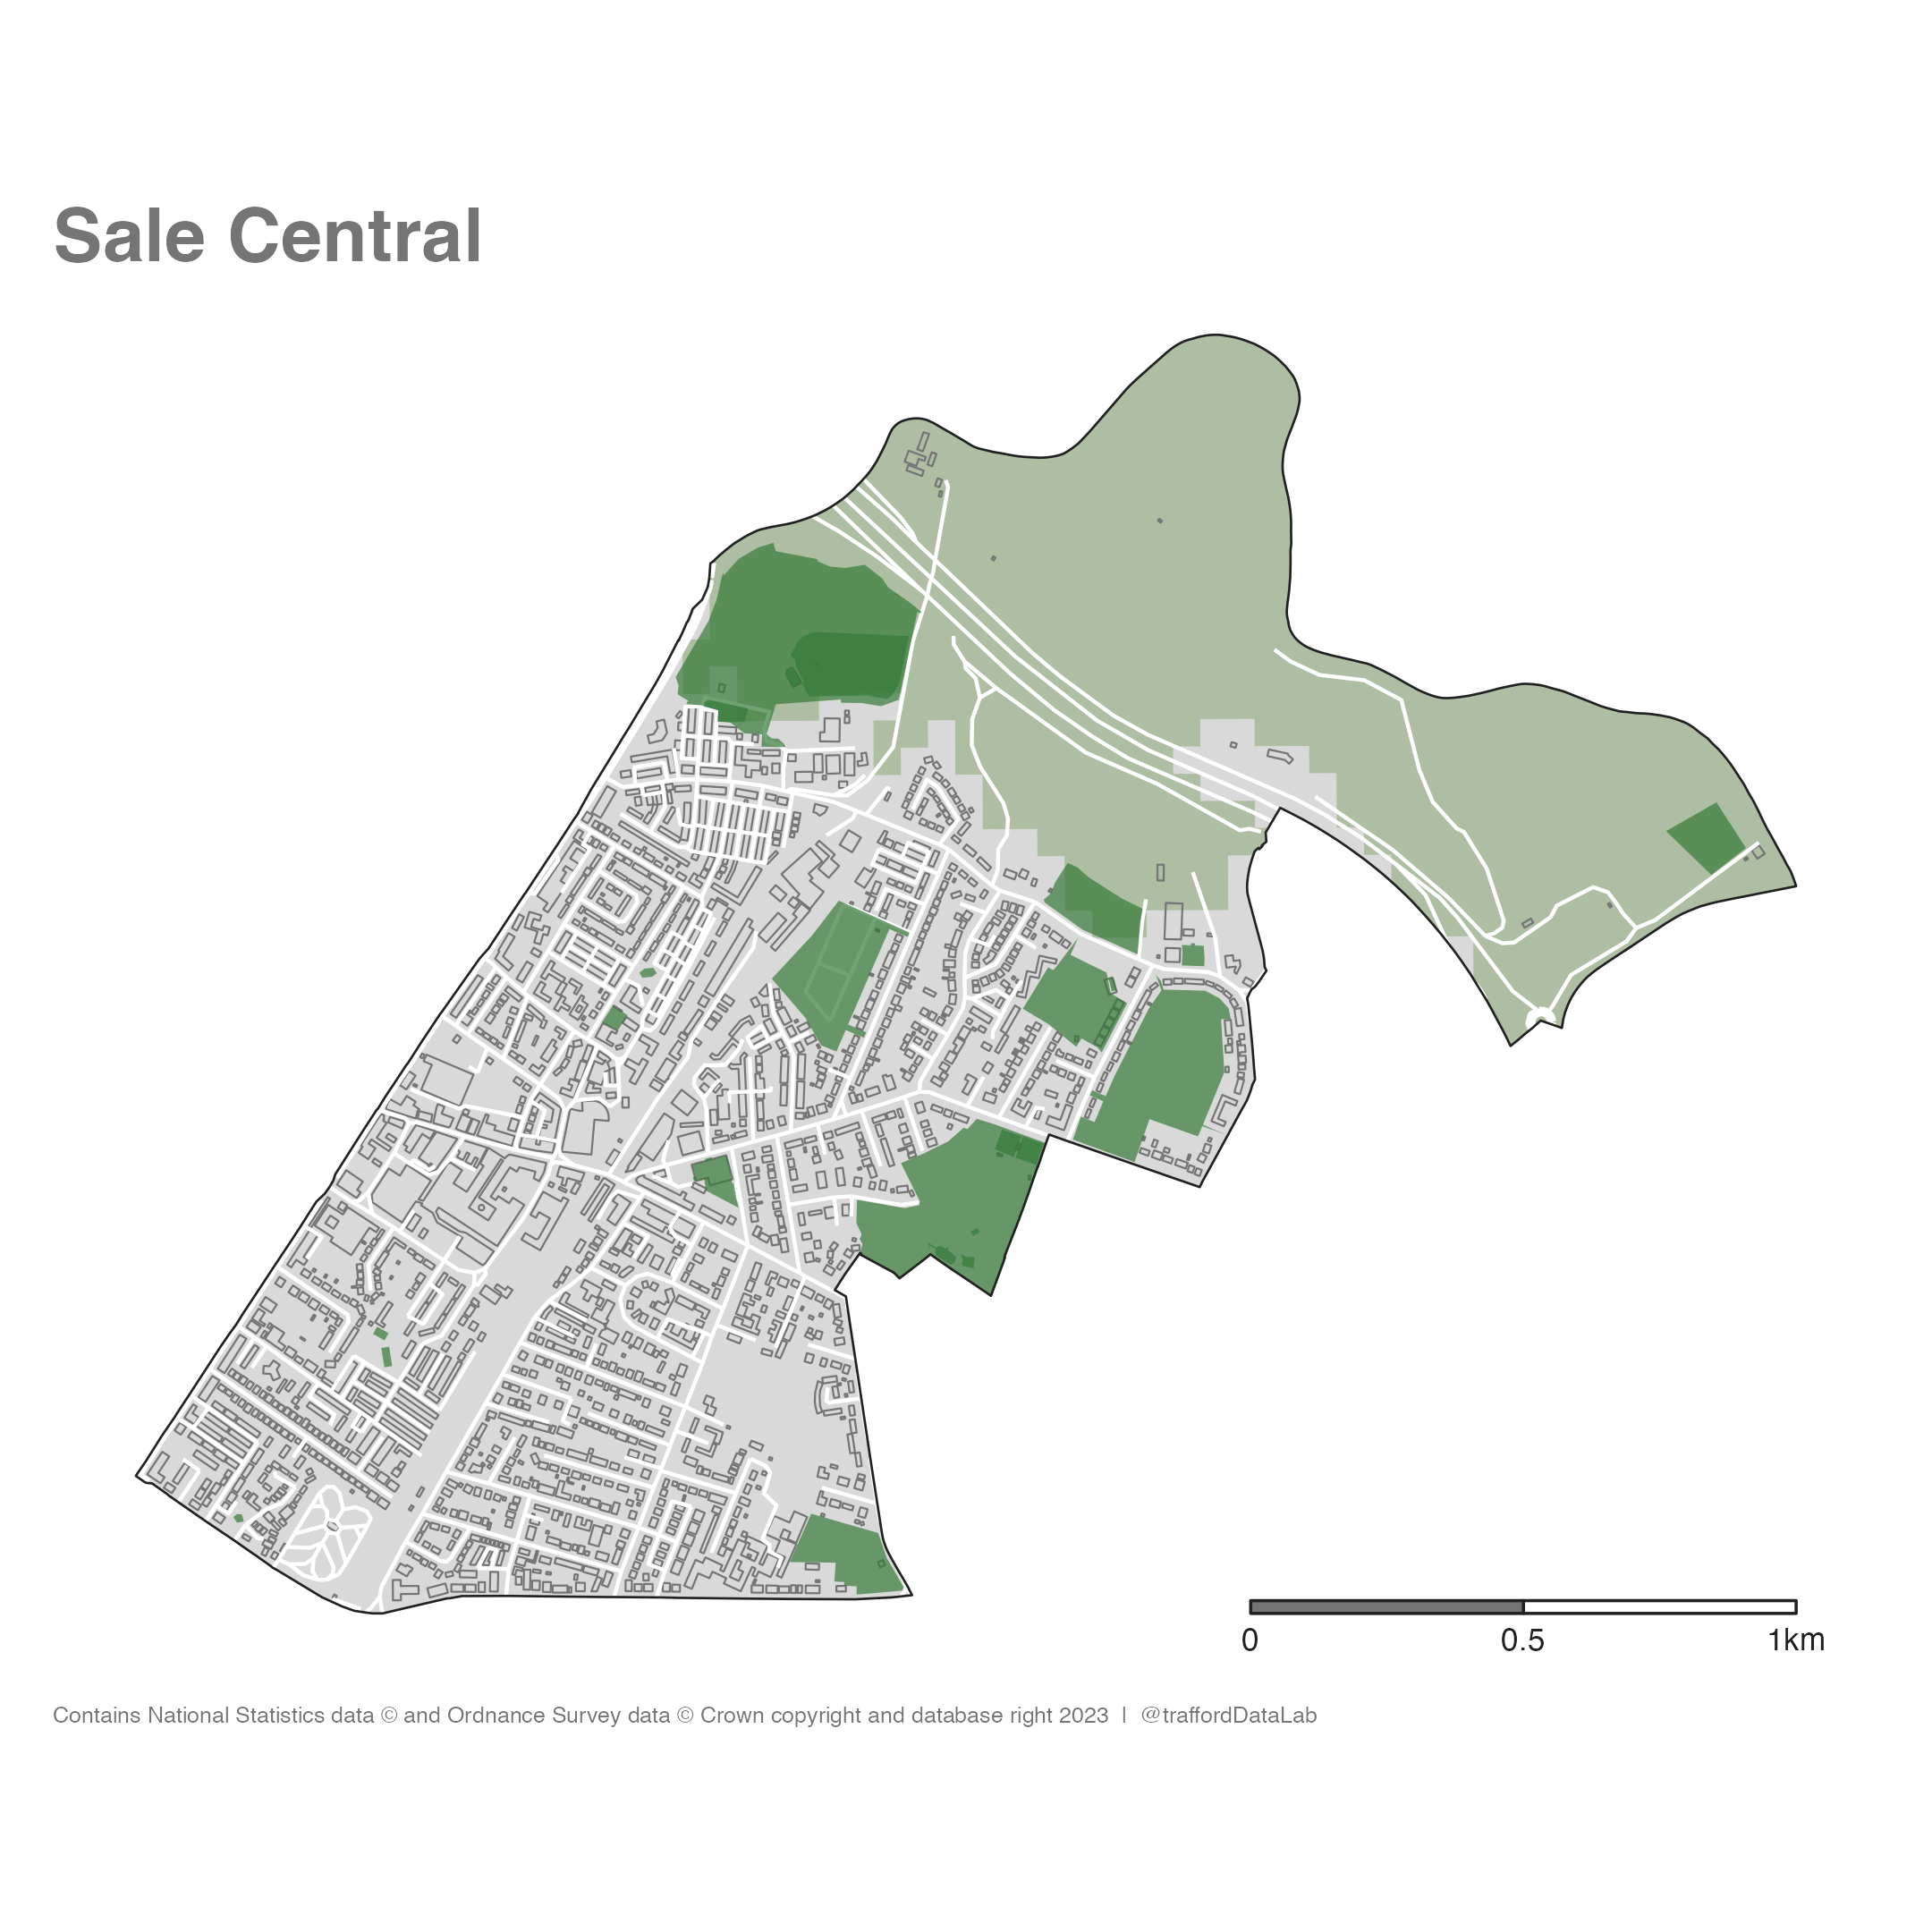 Sale Central
0 0.5 1km
Contains National Statistics data © and Ordnance Survey data © Crown copyright and database right 2023 | @traffordDataLab